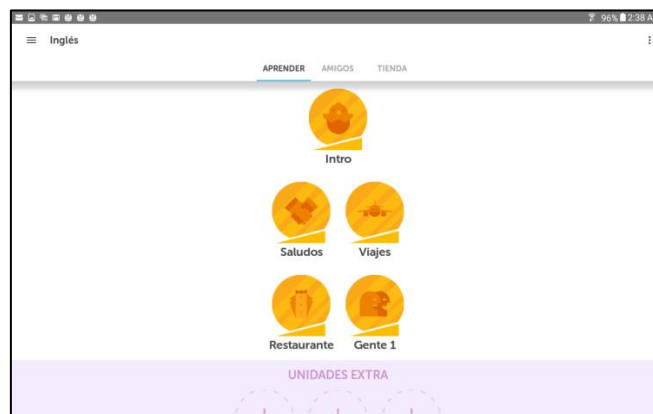 96% 2:38 A
Inglés
APRENDER AMIGOS TIENDA
Intro
Saludos Viajes
Restaurante Gente 1
UNIDADES EXTRA